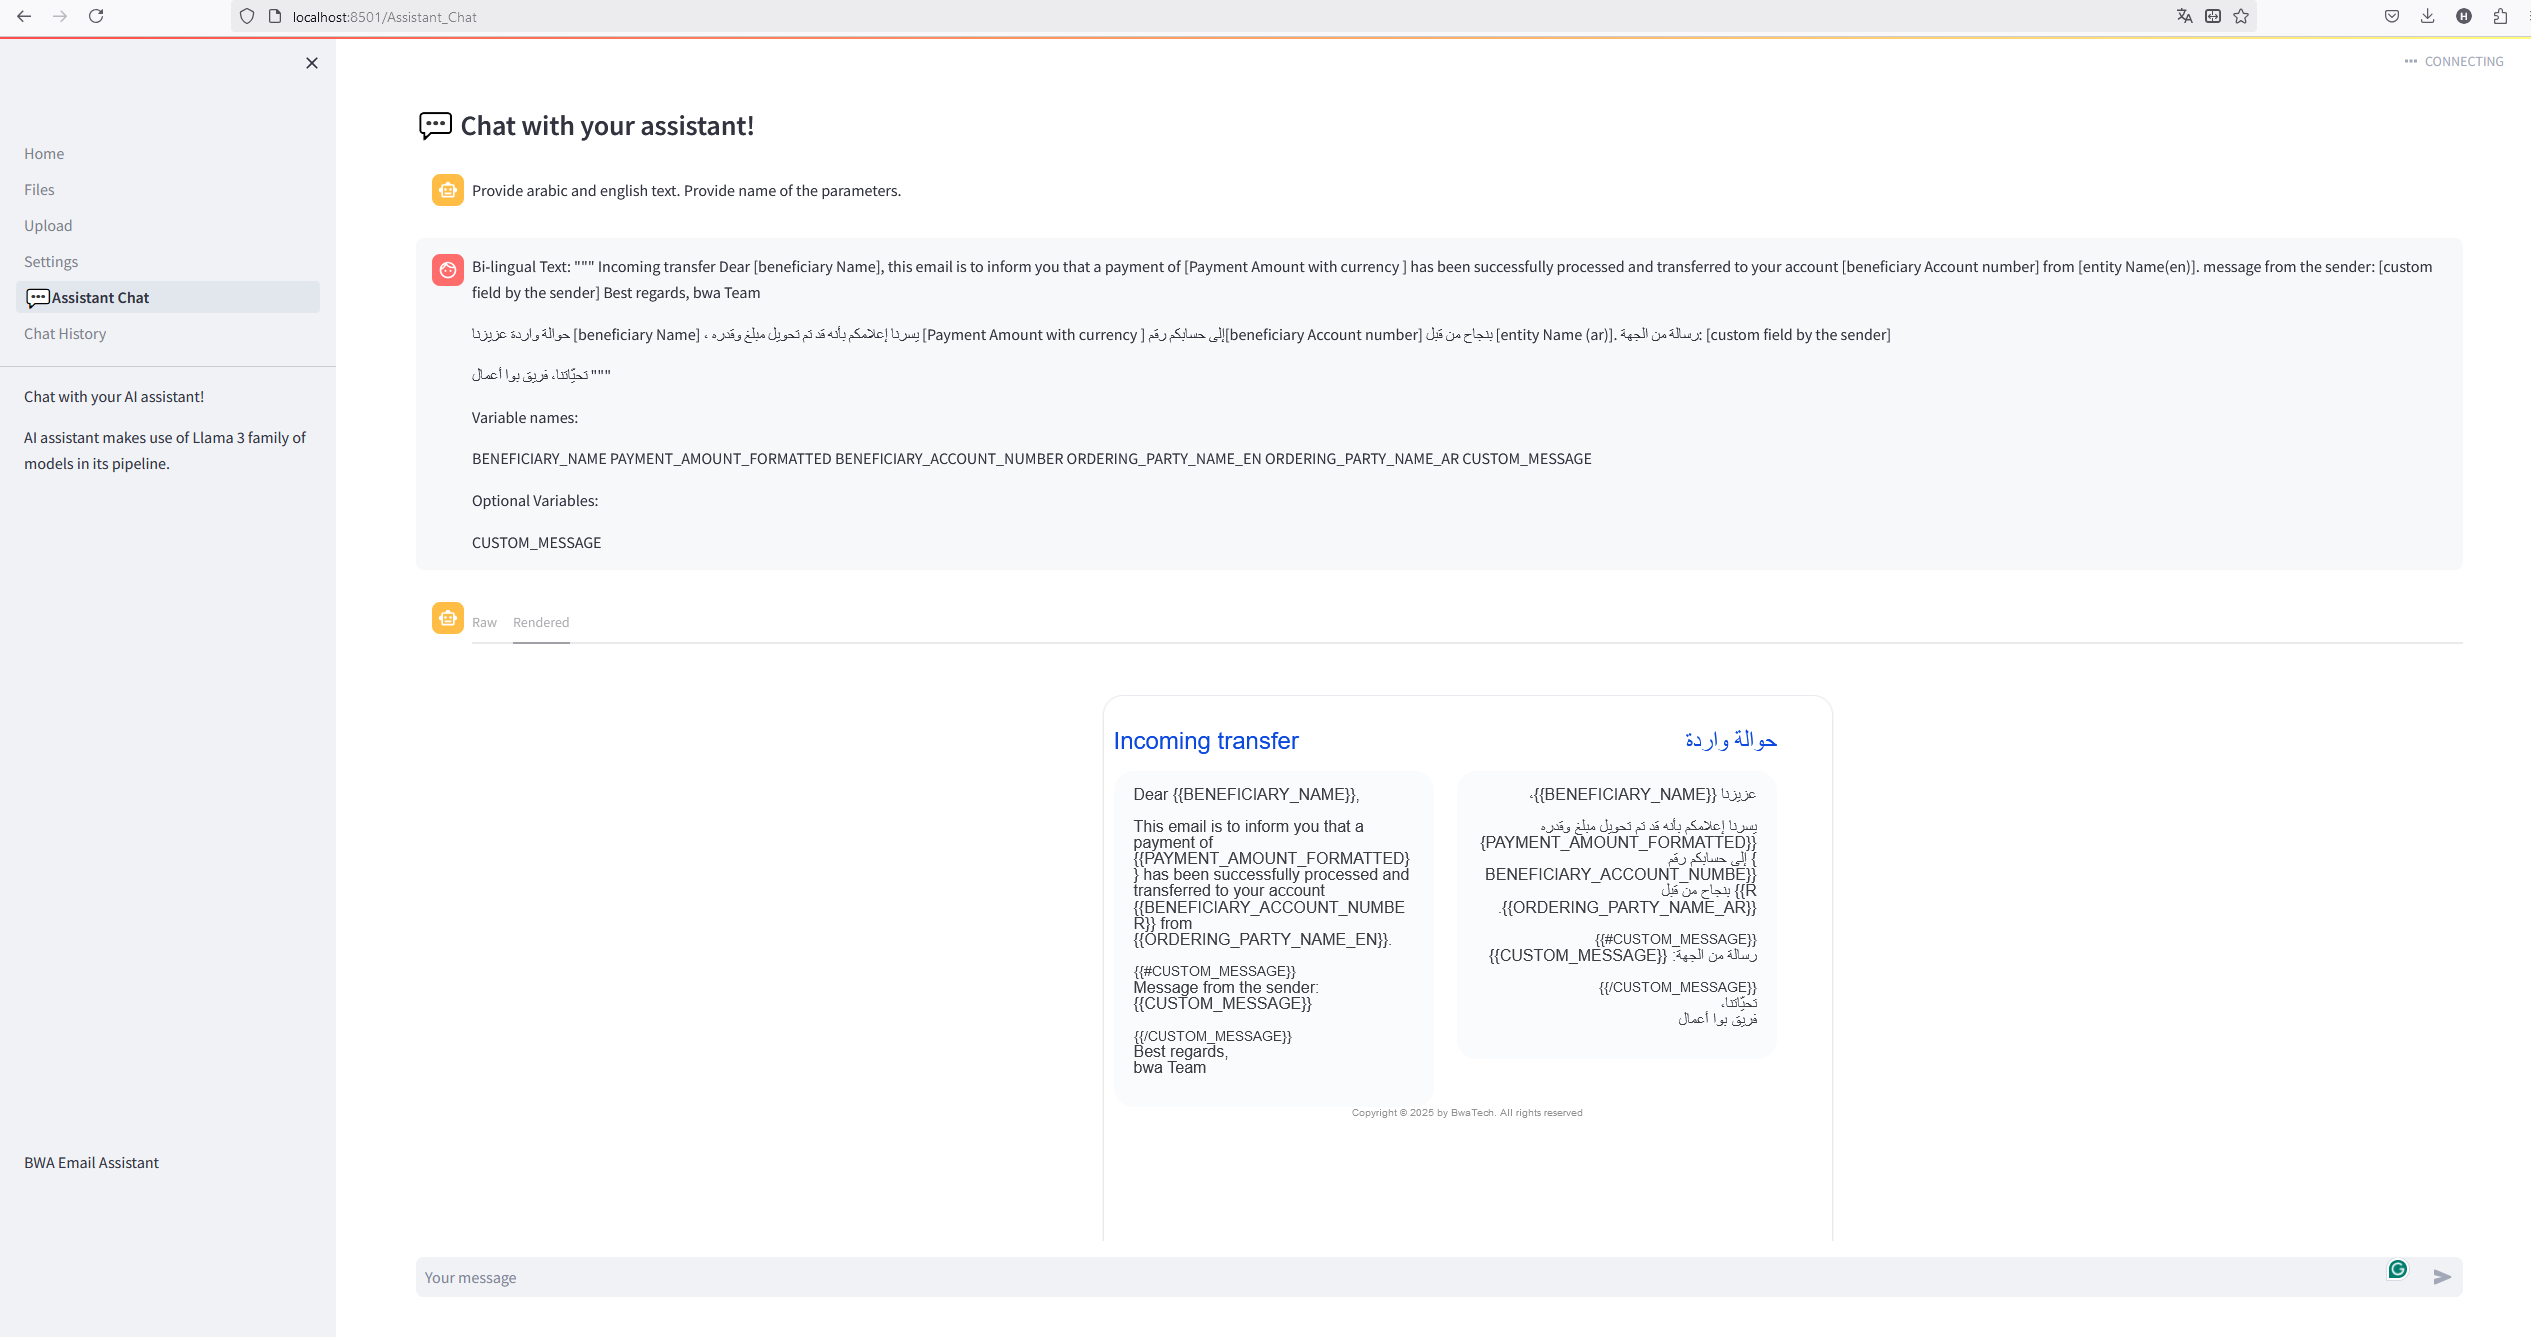 localhost:8501/Assistant_Chat
CONNECTING
Home
Files
Upload
Settings
Assistant Chat
Chat History
Chat with your AI assistant!
AI assistant makes use of Llama 3 family of
models in its pipeline.
BWA Email Assistant
Chat with your assistant!
Provide arabic and english text. Provide name of the parameters.
Bi-lingual Text: """ Incoming transfer Dear [beneficiary Name], this email is to inform you that a payment of [Payment Amount with currency ] has been successfully processed and transferred to your account [beneficiary Account number] from [entity Name(en)]. message from the sender: [custom
field by the sender] Best regards, bwa Team
حوالة واردة عزيزنا [beneficiary Name] ، يسرنا إعلامكم بأنه قد تم تحويل مبلغ وقدره [Payment Amount with currency ] إلى حسابكم رقم[beneficiary Account number] بنجاح من قبل [entity Name (ar)]. رسالة من الجهة: [custom field by the sender]
تحيّاتنا، فريق بوا أعمال """
Variable names:
BENEFICIARY_NAME PAYMENT_AMOUNT_FORMATTED BENEFICIARY_ACCOUNT_NUMBER ORDERING_PARTY_NAME_EN ORDERING_PARTY_NAME_AR CUSTOM_MESSAGE
Optional Variables:
CUSTOM_MESSAGE
Raw Rendered
Incoming transfer
Dear {{BENEFICIARY_NAME}},
This email is to inform you that a
payment of
{{PAYMENT_AMOUNT_FORMATTED}
} has been successfully processed and
transferred to your account
{{BENEFICIARY_ACCOUNT_NUMBE
R}} from
{{ORDERING_PARTY_NAME_EN}}.
{{#CUSTOM_MESSAGE}}
Message from the sender:
{{CUSTOM_MESSAGE}}
{{/CUSTOM_MESSAGE}}
Best regards,
bwa Team
حوالة واردة
عزيزنا {{BENEFICIARY_NAME}}،
يسرنا إعلامكم بأنه قد تم تحويل مبلغ وقدره
{{PAYMENT_AMOUNT_FORMATTED}
} إلى حسابكم رقم
{{BENEFICIARY_ACCOUNT_NUMBE
R}} بنجاح من قبل
{{ORDERING_PARTY_NAME_AR}}.
{{#CUSTOM_MESSAGE}}
رسالة من الجهة: {{CUSTOM_MESSAGE}}
{{/CUSTOM_MESSAGE}}
تحيّاتنا،
فريق بوا أعمال
Copyright © 2025 by BwaTech. All rights reserved
Your message